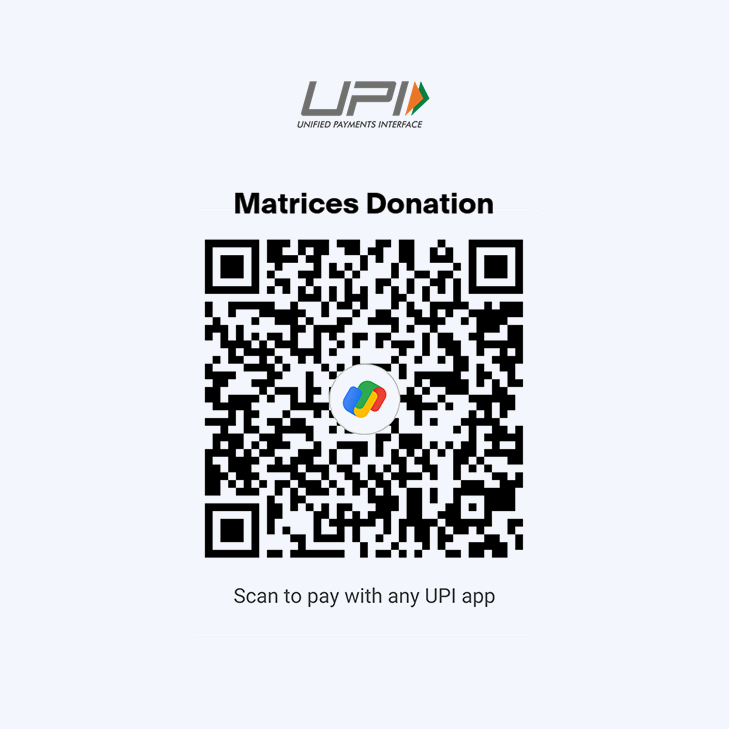 UPI
UNIFIED PAYMENTS INTERFACE
Matrices Donation
Scan to pay with any UPI app